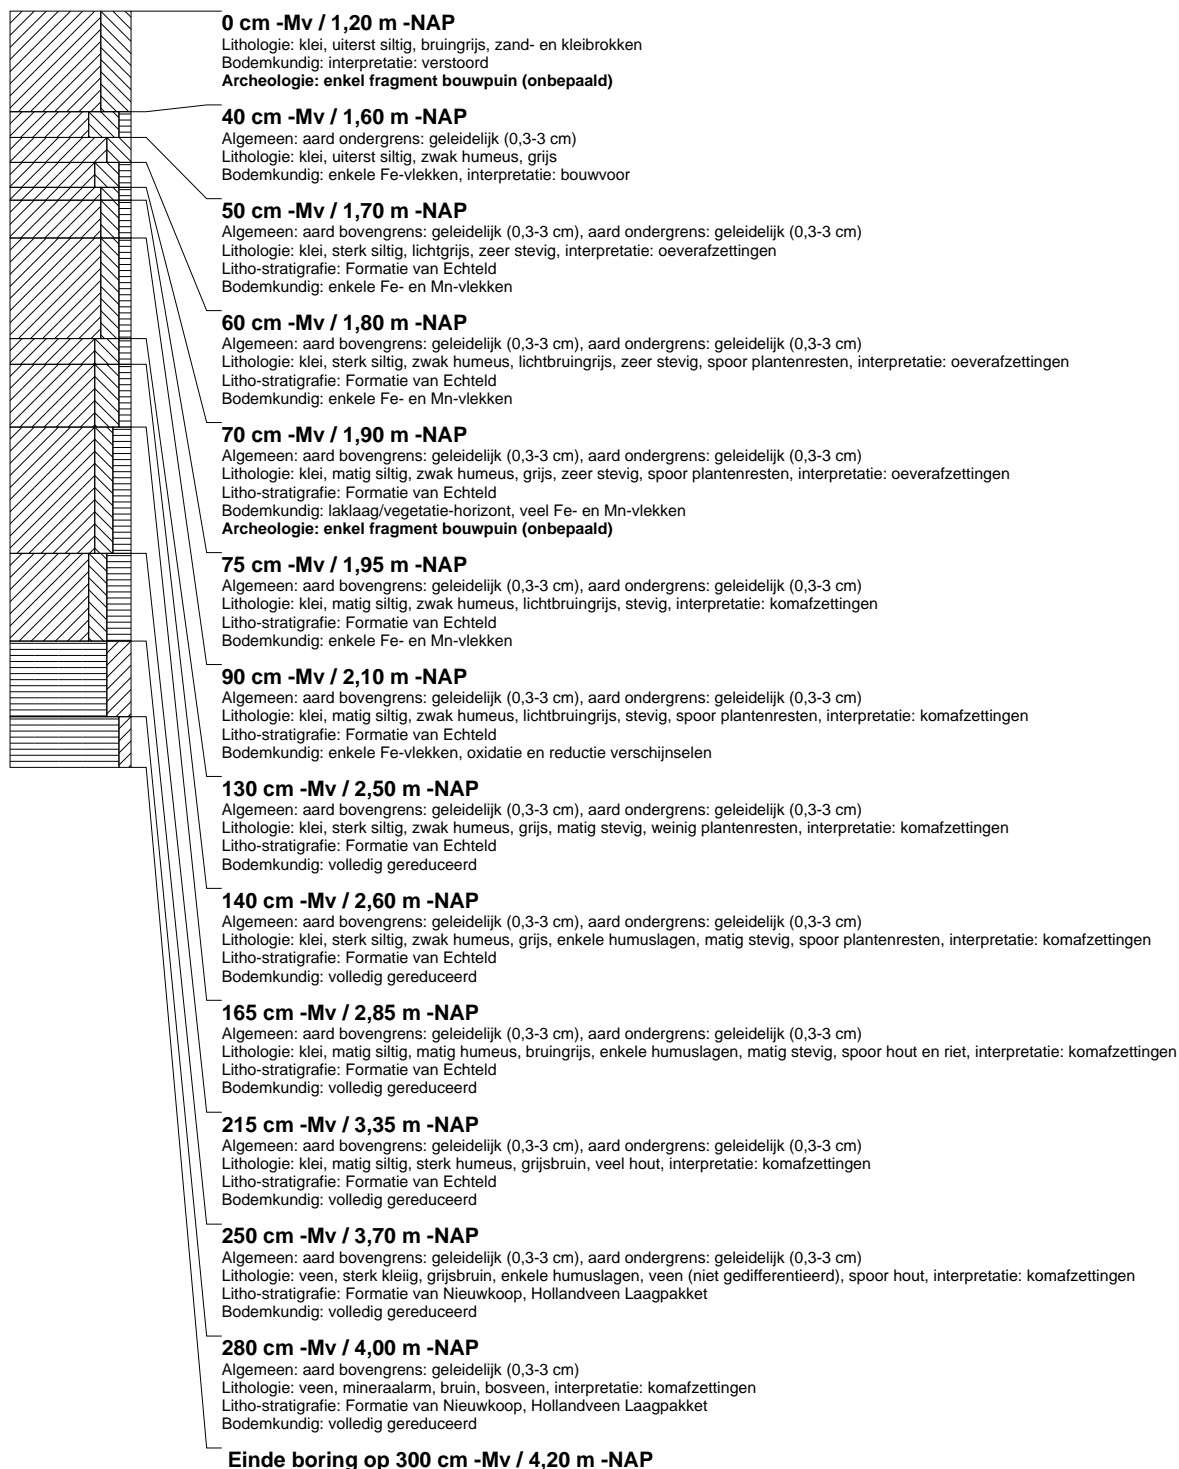 0 cm -Mv / 1,20 m -NAP
Lithologie: klei, uiterst siltig, bruingrijs, zand- en kleibrokken
Bodemkundig: interpretatie: verstoord
Archeologie: enkel fragment bouwpuin (onbepaald)
40 cm -Mv / 1,60 m -NAP
Algemeen: aard ondergrens: geleidelijk (0,3-3 cm)
Lithologie: klei, uiterst siltig, zwak humeus, grijs
Bodemkundig: enkele Fe-vlekken, interpretatie: bouwvoor
50 cm -Mv / 1,70 m -NAP
Algemeen: aard bovengrens: geleidelijk (0,3-3 cm), aard ondergrens: geleidelijk (0,3-3 cm)
Lithologie: klei, sterk siltig, lichtgrijs, zeer stevig, interpretatie: oeverafzettingen
Litho-stratigrafie: Formatie van Echteld
Bodemkundig: enkele Fe- en Mn-vlekken
60 cm -Mv / 1,80 m -NAP
Algemeen: aard bovengrens: geleidelijk (0,3-3 cm), aard ondergrens: geleidelijk (0,3-3 cm)
Lithologie: klei, sterk siltig, zwak humeus, lichtbruingrijs, zeer stevig, spoor plantenresten, interpretatie: oeverafzettingen
Litho-stratigrafie: Formatie van Echteld
Bodemkundig: enkele Fe- en Mn-vlekken
70 cm -Mv / 1,90 m -NAP
Algemeen: aard bovengrens: geleidelijk (0,3-3 cm), aard ondergrens: geleidelijk (0,3-3 cm)
Lithologie: klei, matig siltig, zwak humeus, grijs, zeer stevig, spoor plantenresten, interpretatie: oeverafzettingen
Litho-stratigrafie: Formatie van Echteld
Bodemkundig: laklaag/vegetatie-horizont, veel Fe- en Mn-vlekken
Archeologie: enkel fragment bouwpuin (onbepaald)
75 cm -Mv / 1,95 m -NAP
Algemeen: aard bovengrens: geleidelijk (0,3-3 cm), aard ondergrens: geleidelijk (0,3-3 cm)
Lithologie: klei, matig siltig, zwak humeus, lichtbruingrijs, stevig, interpretatie: komafzettingen
Litho-stratigrafie: Formatie van Echteld
Bodemkundig: enkele Fe- en Mn-vlekken
90 cm -Mv / 2,10 m -NAP
Algemeen: aard bovengrens: geleidelijk (0,3-3 cm), aard ondergrens: geleidelijk (0,3-3 cm)
Lithologie: klei, matig siltig, zwak humeus, lichtbruingrijs, stevig, spoor plantenresten, interpretatie: komafzettingen
Litho-stratigrafie: Formatie van Echteld
Bodemkundig: enkele Fe-vlekken, oxidatie en reductie verschijnselen
130 cm -Mv / 2,50 m -NAP
Algemeen: aard bovengrens: geleidelijk (0,3-3 cm), aard ondergrens: geleidelijk (0,3-3 cm)
Lithologie: klei, sterk siltig, zwak humeus, grijs, matig stevig, weinig plantenresten, interpretatie: komafzettingen
Litho-stratigrafie: Formatie van Echteld
Bodemkundig: volledig gereduceerd
140 cm -Mv / 2,60 m -NAP
Algemeen: aard bovengrens: geleidelijk (0,3-3 cm), aard ondergrens: geleidelijk (0,3-3 cm)
Lithologie: klei, sterk siltig, zwak humeus, grijs, enkele humuslagen, matig stevig, spoor plantenresten, interpretatie: komafzettingen
Litho-stratigrafie: Formatie van Echteld
Bodemkundig: volledig gereduceerd
165 cm -Mv / 2,85 m -NAP
Algemeen: aard bovengrens: geleidelijk (0,3-3 cm), aard ondergrens: geleidelijk (0,3-3 cm)
Lithologie: klei, matig siltig, matig humeus, bruingrijs, enkele humuslagen, matig stevig, spoor hout en riet, interpretatie: komafzettingen
Litho-stratigrafie: Formatie van Echteld
Bodemkundig: volledig gereduceerd
215 cm -Mv / 3,35 m -NAP
Algemeen: aard bovengrens: geleidelijk (0,3-3 cm), aard ondergrens: geleidelijk (0,3-3 cm)
Lithologie: klei, matig siltig, sterk humeus, grijsbruin, veel hout, interpretatie: komafzettingen
Litho-stratigrafie: Formatie van Echteld
Bodemkundig: volledig gereduceerd
250 cm -Mv / 3,70 m -NAP
Algemeen: aard bovengrens: geleidelijk (0,3-3 cm), aard ondergrens: geleidelijk (0,3-3 cm)
Lithologie: veen, sterk kleiig, grijsbruin, enkele humuslagen, veen (niet gedifferentieerd), spoor hout, interpretatie: komafzettingen
Litho-stratigrafie: Formatie van Nieuwkoop, Hollandveen Laagpakket
Bodemkundig: volledig gereduceerd
280 cm -Mv / 4,00 m -NAP
Algemeen: aard bovengrens: geleidelijk (0,3-3 cm)
Lithologie: veen, mineraalarm, bruin, bosveen, interpretatie: komafzettingen
Litho-stratigrafie: Formatie van Nieuwkoop, Hollandveen Laagpakket
Bodemkundig: volledig gereduceerd
Einde boring op 300 cm -Mv / 4,20 m -NAP